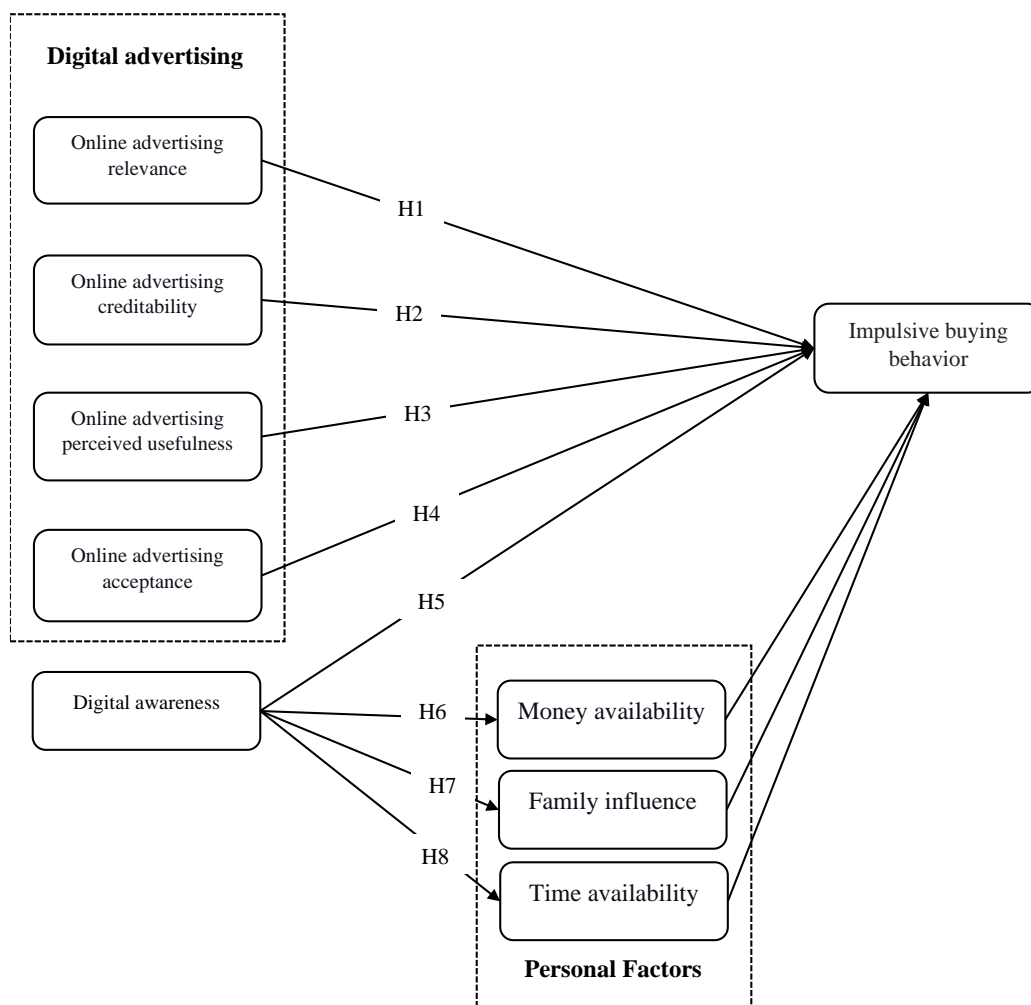 Digital advertising
Online advertising
relevance
H1
Online advertising
creditability
H2
Impulsive buying
behavior
Online advertising
perceived usefulness
H3
Online advertising
acceptance
H4
H5
Digital awareness
H6
Money availability
H7
Family influence
H8
Time availability
Personal Factors